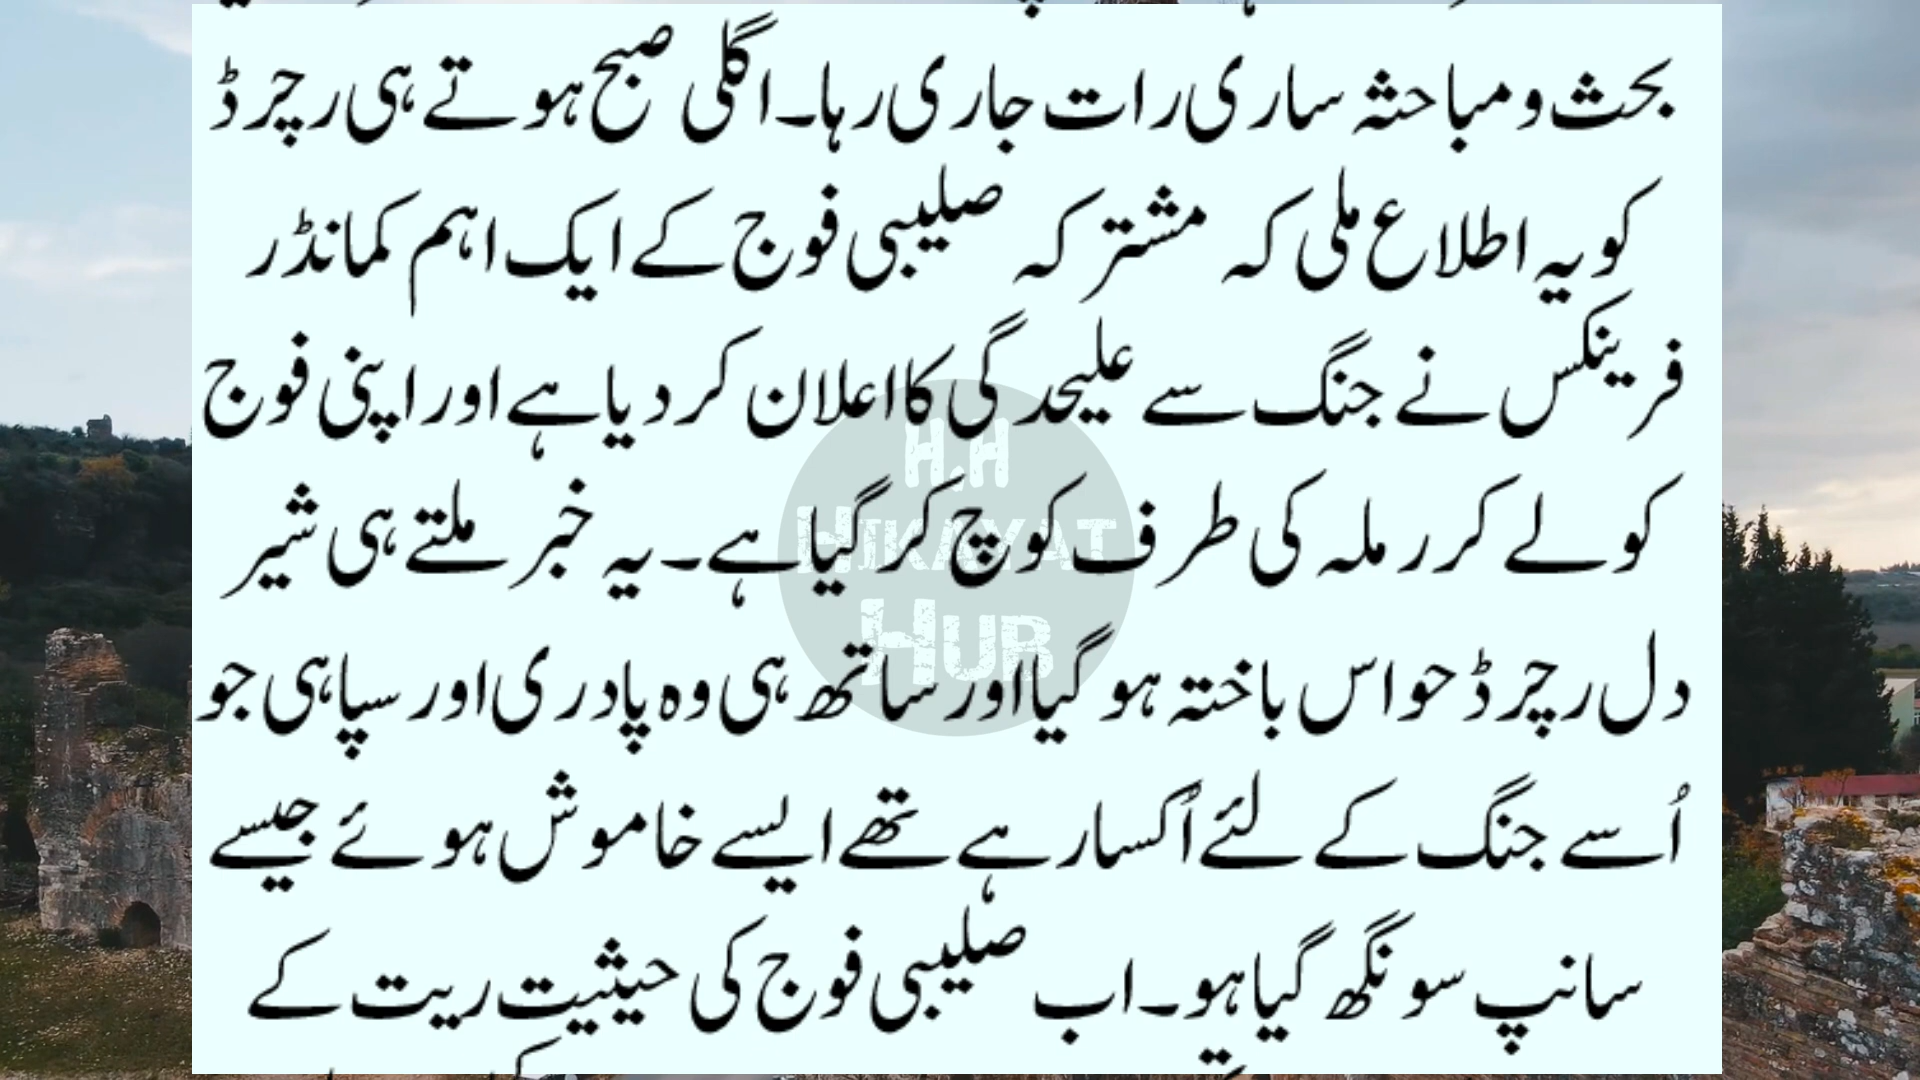 بحث و مباحثہ ساری رات جاری رہا۔ اگلی صبح ہوتے ہی رچرڈ
کو یہ اطلاع ملی کہ مشترکہ صلیبی فوج کے ایک اہم کمانڈر
فرینکس نے جنگ سے علیحدگی کا اعلان کر دیا ہے اور اپنی فوج
کو لے کر رملہ کی طرف کوچ کر گیا ہے۔ یہ خبر ملتے ہی شیر
دل رچرڈ حواس باختہ ہو گیا اور ساتھ ہی وہ پادری اور سپاہی جو
اُسے جنگ کے لئے اُکسا رہے تھے ایسے خاموش ہوئے جیسے
سانپ سونگھ گیا ہو۔ اب صلیبی فوج کی حیثیت ریت کے
H.H
HIKAYAT
HUB